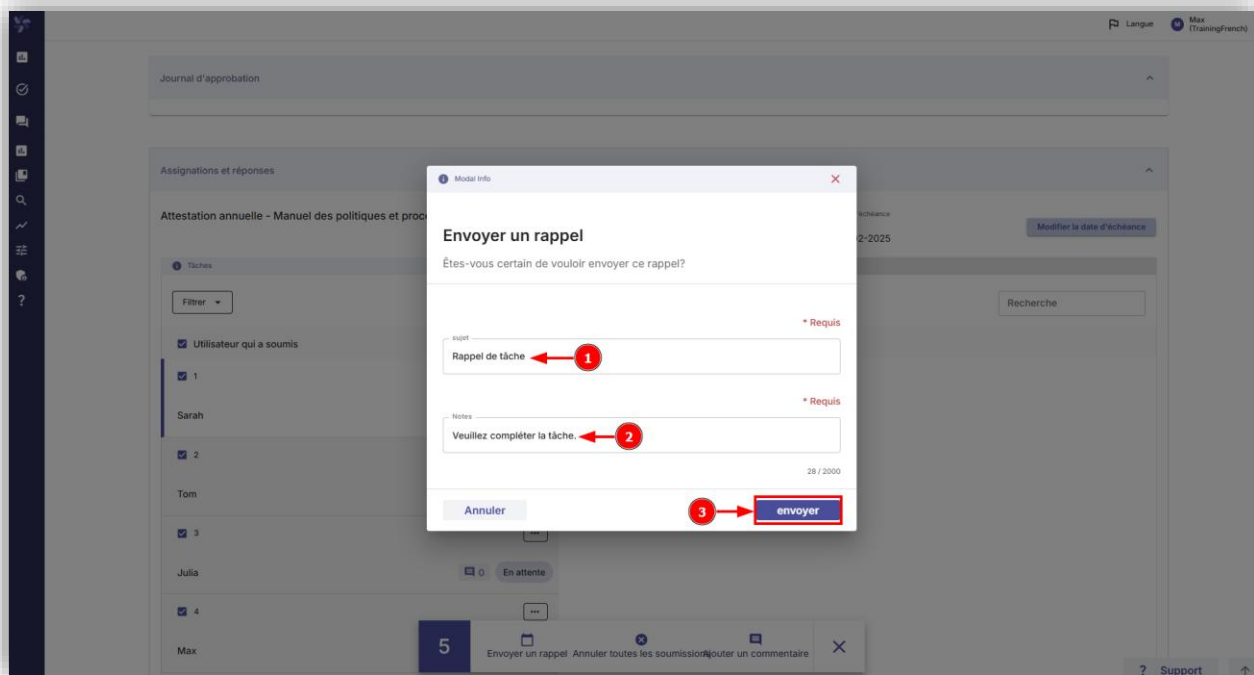 Langue
M
Max
(TrainingFrench)
Journal d'approbation
Assignations et réponses
Modal Info
Attestation annuelle - Manuel des politiques et proc
échéance
2-2025
Modifier la date d'échéance
Envoyer un rappel
Êtes-vous certain de vouloir envoyer ce rappel?
Tâches
Filtrer
Recherche
* Requis
Utilisateur qui a soumis
sujet
Rappel de tâche
1
1
* Requis
Sarah
Notes
Veuillez compléter la tâche.
2
2
28 / 2000
Tom
Annuler
3
envoyer
3
...
Julia
0
En attente
4
...
Max
5
Envoyer un rappel
Annuler toutes les soumissions
Ajouter un commentaire
? Support